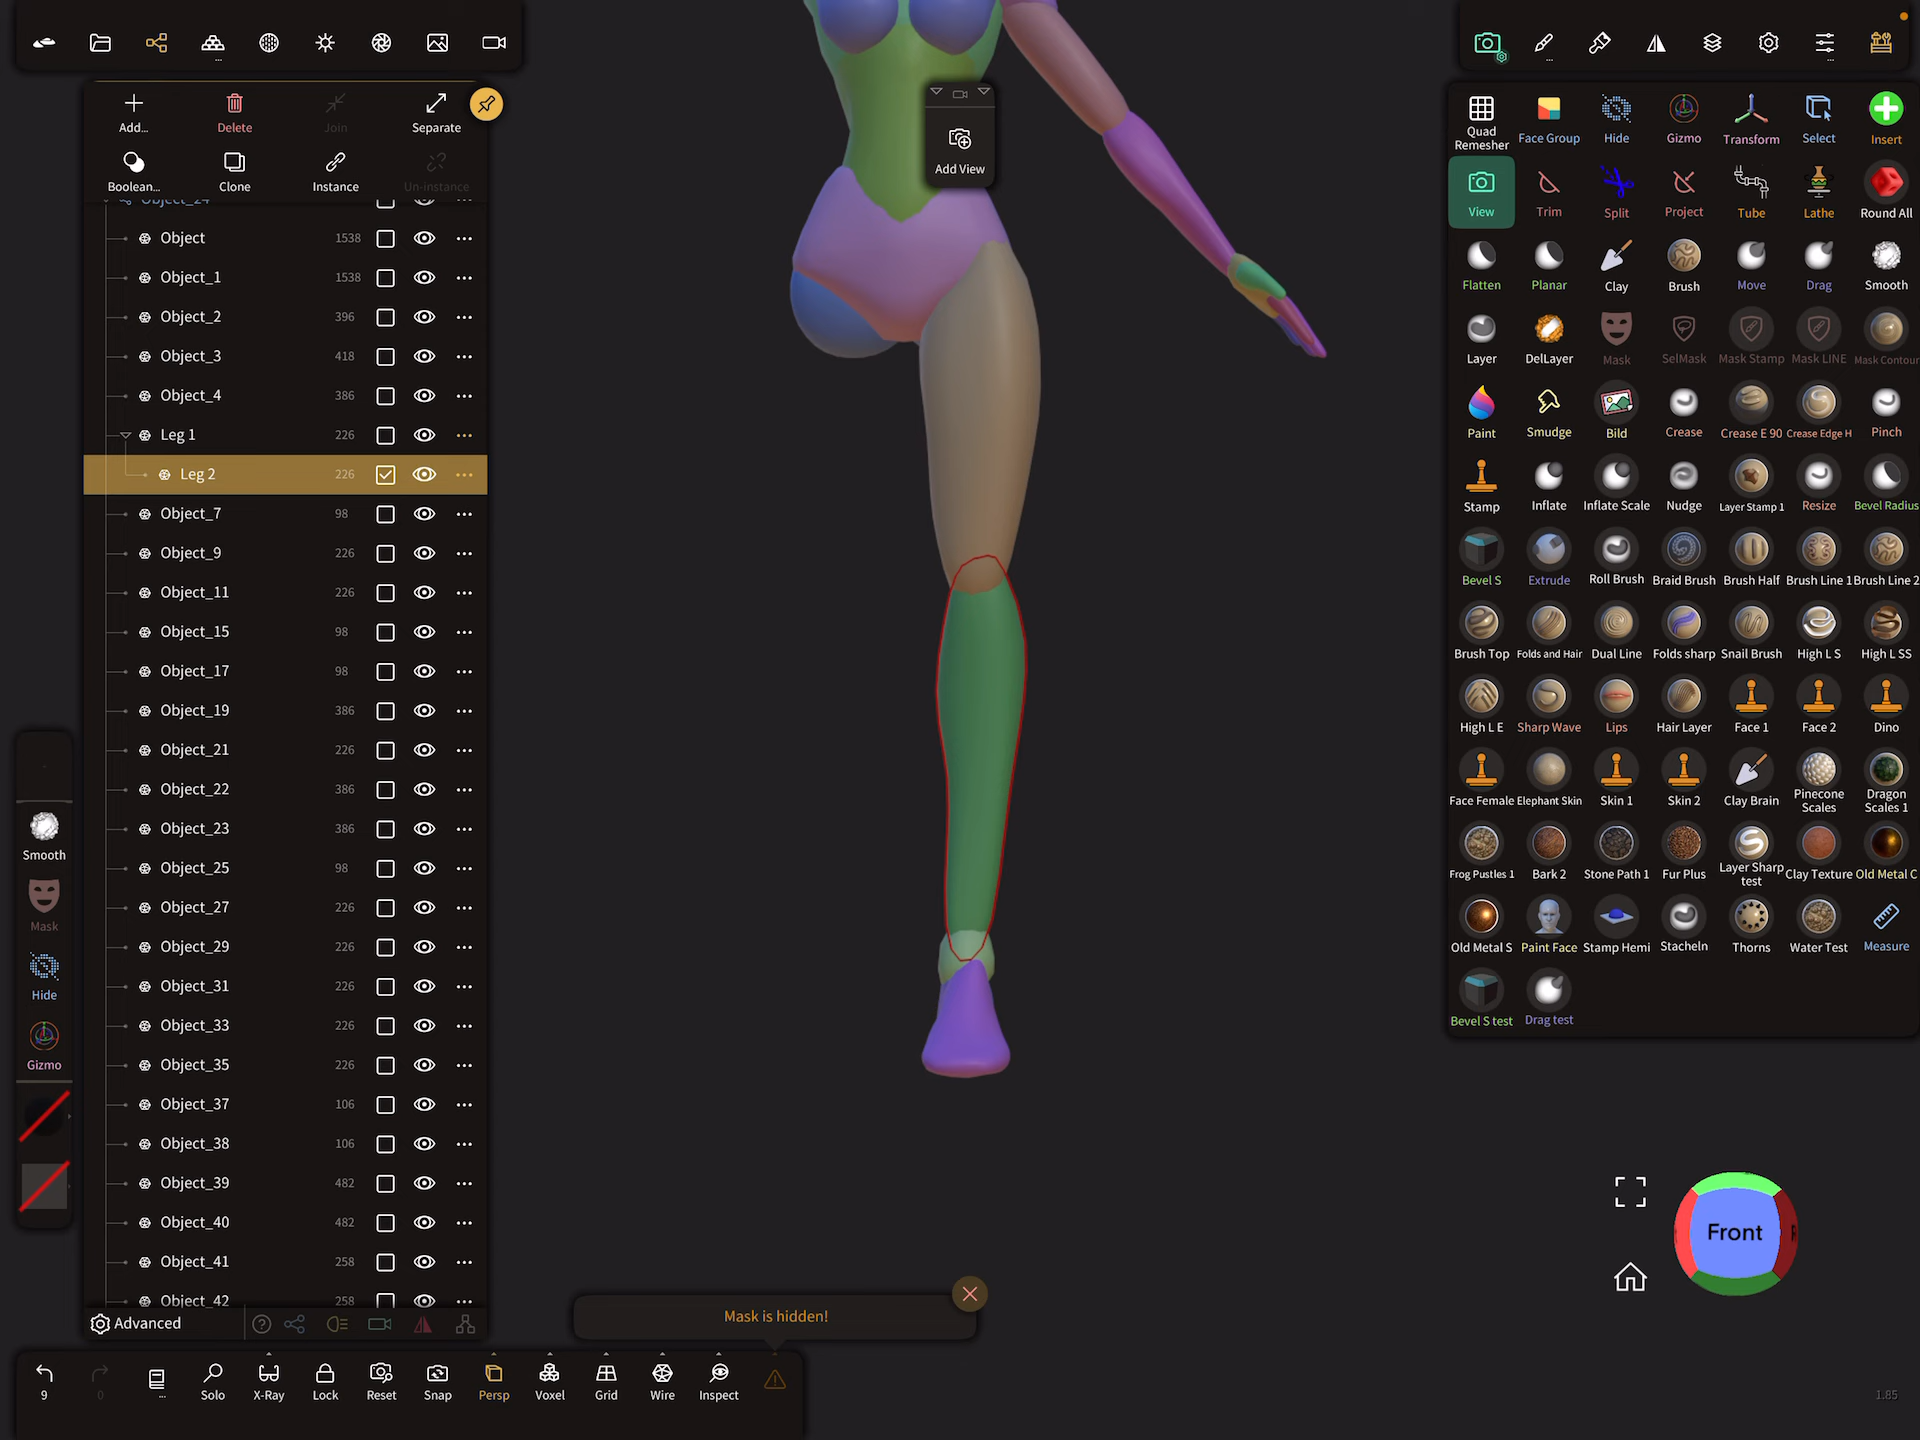 Add...
Delete
Join
Separate
Boolean...
Clone
Instance
Un-instance
Object_24
Object 1538
Object_1 1538
Object_2 396
Object_3 418
Object_4 386
Leg 1 226
Leg 2 226
Object_7 98
Object_9 226
Object_11 226
Object_15 98
Object_17 98
Object_19 386
Object_21 226
Object_22 386
Object_23 386
Object_25 98
Object_27 226
Object_29 226
Object_31 226
Object_33 226
Object_35 226
Object_37 106
Object_38 106
Object_39 482
Object_40 482
Object_41 258
Object_42 258
Advanced
Smooth
Mask
Hide
Gizmo
Add View
Mask is hidden!
9
0
Solo
X-Ray
Lock
Reset
Snap
Persp
Voxel
Grid
Wire
Inspect
Quad Remesher
Face Group
Hide
Gizmo
Transform
Select
Insert
View
Trim
Split
Project
Tube
Lathe
Round All
Flatten
Planar
Clay
Brush
Move
Drag
Smooth
Layer
DelLayer
Mask
SelMask
Mask Stamp
Mask LINE
Mask Contour
Paint
Smudge
Bild
Crease
Crease E 90
Crease Edge H
Pinch
Stamp
Inflate
Inflate Scale
Nudge
Layer Stamp 1
Resize
Bevel Radius
Bevel S
Extrude
Roll Brush
Braid Brush
Brush Half
Brush Line 1
Brush Line 2
Brush Top
Folds and Hair
Dual Line
Folds sharp
Snail Brush
High L S
High L SS
High L E
Sharp Wave
Lips
Hair Layer
Face 1
Face 2
Dino
Face Female
Elephant Skin
Skin 1
Skin 2
Clay Brain
Pinecone Scales
Dragon Scales 1
Frog Pustles 1
Bark 2
Stone Path 1
Fur Plus
Layer Sharp test
Clay Texture
Old Metal C
Old Metal S
Paint Face
Stamp Hemi
Stacheln
Thorns
Water Test
Measure
Bevel S test
Drag test
Front
1.85